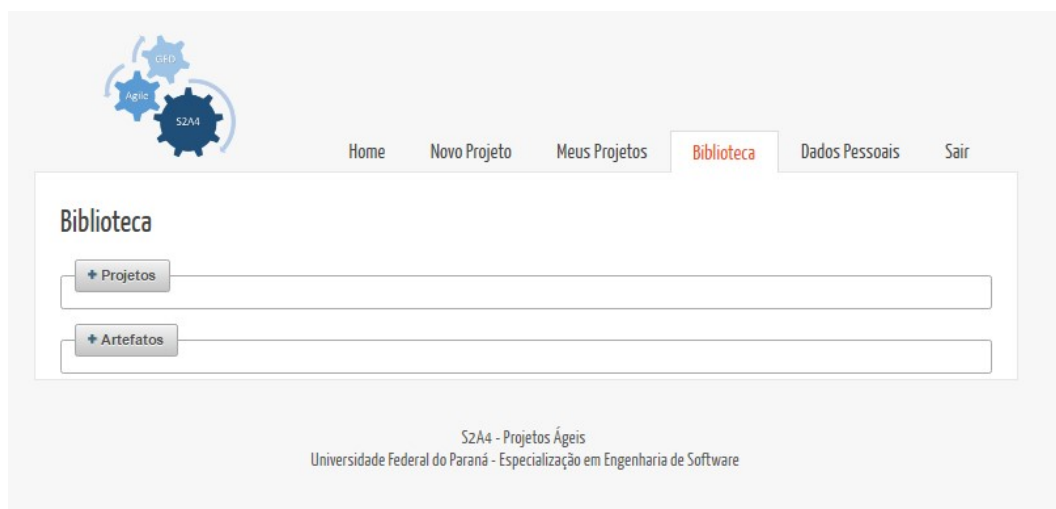 GFD
Agile
S2A4
Home Novo Projeto Meus Projetos Biblioteca Dados Pessoais Sair
Biblioteca
+ Projetos
+ Artefatos
S2A4 - Projetos Ágeis
Universidade Federal do Paraná - Especialização em Engenharia de Software